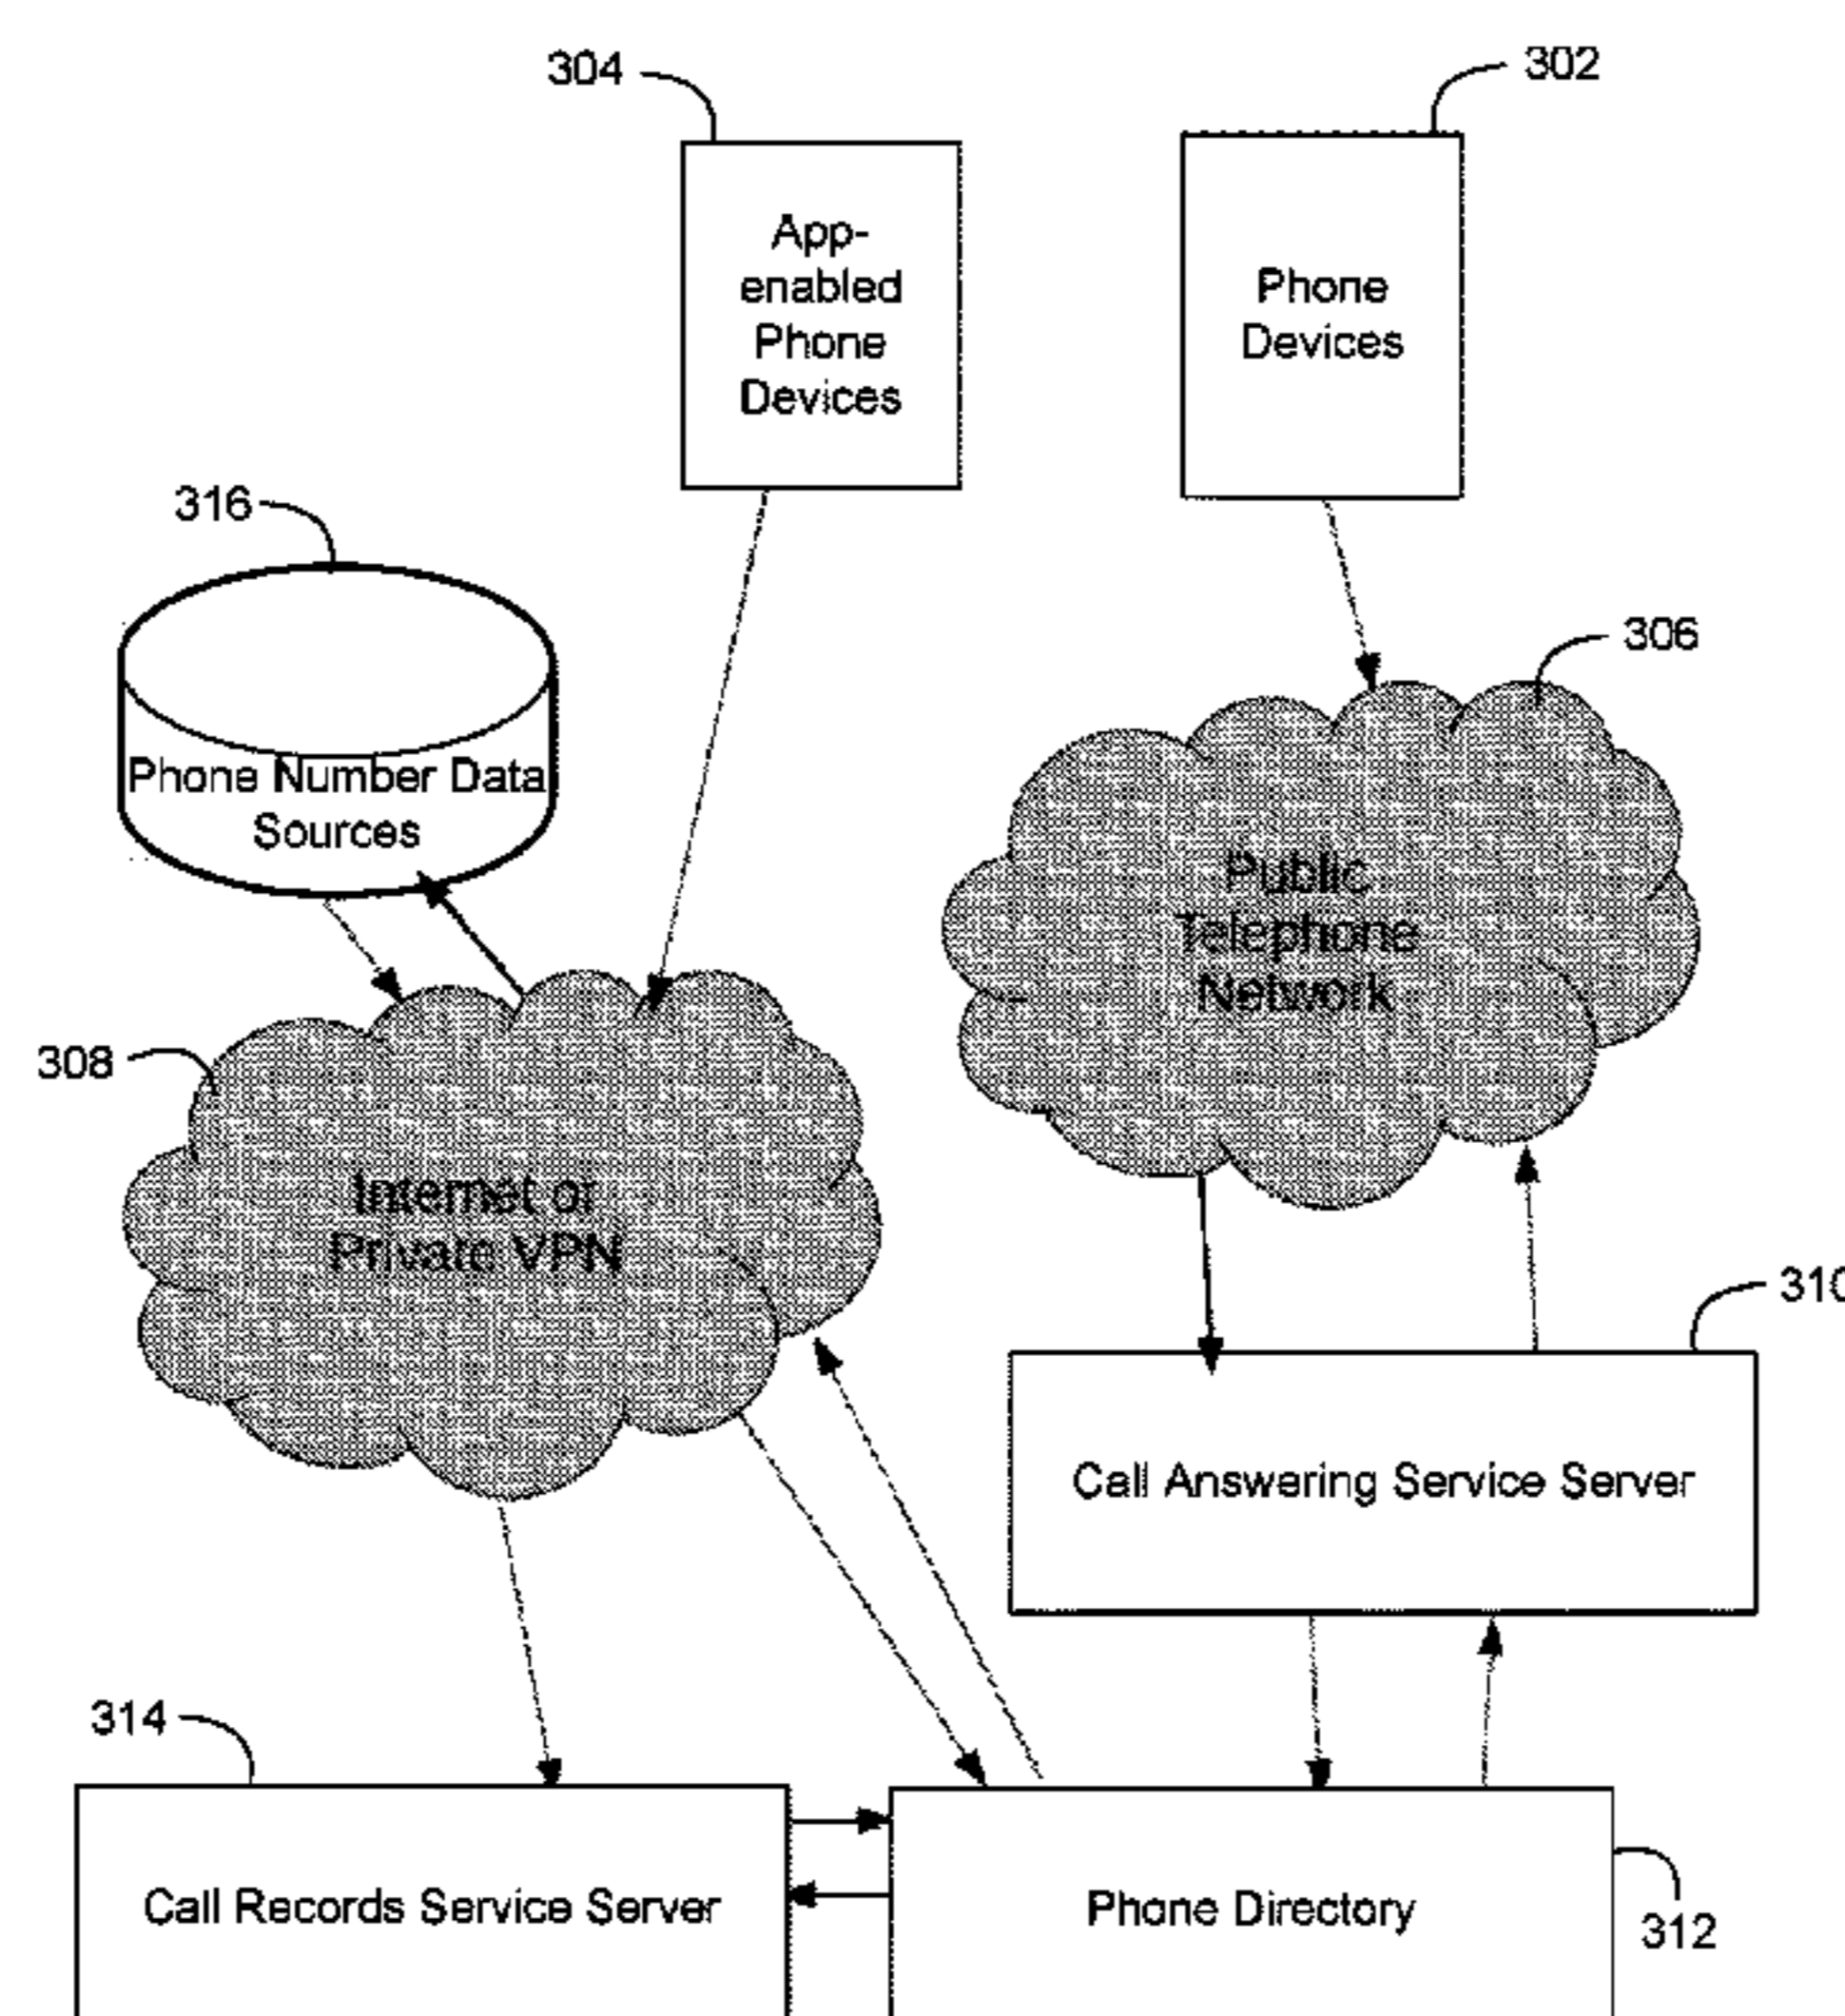 304
302
App-
enabled
Phone
Devices
Phone
Devices
316
306
Phone Number Data
Sources
Public
Telephone
Network
308
Internet or
Private VPN
310
Call Answering Service Server
314
Call Records Service Server
Phone Directory
312